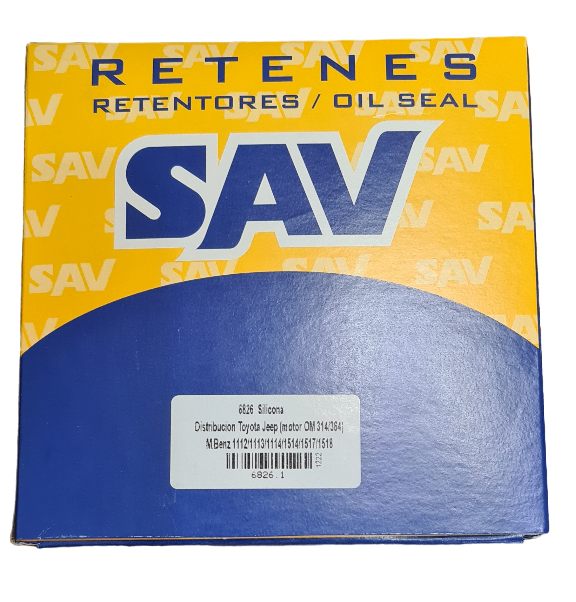 RETENES
RETENTORES / OIL SEAL
SAV
6826 Silicona
Distribucion Toyota Jeep (motor OM 314/364)
M.Benz 1112/1113/1114/1514/1517/1518
1222
6826.1